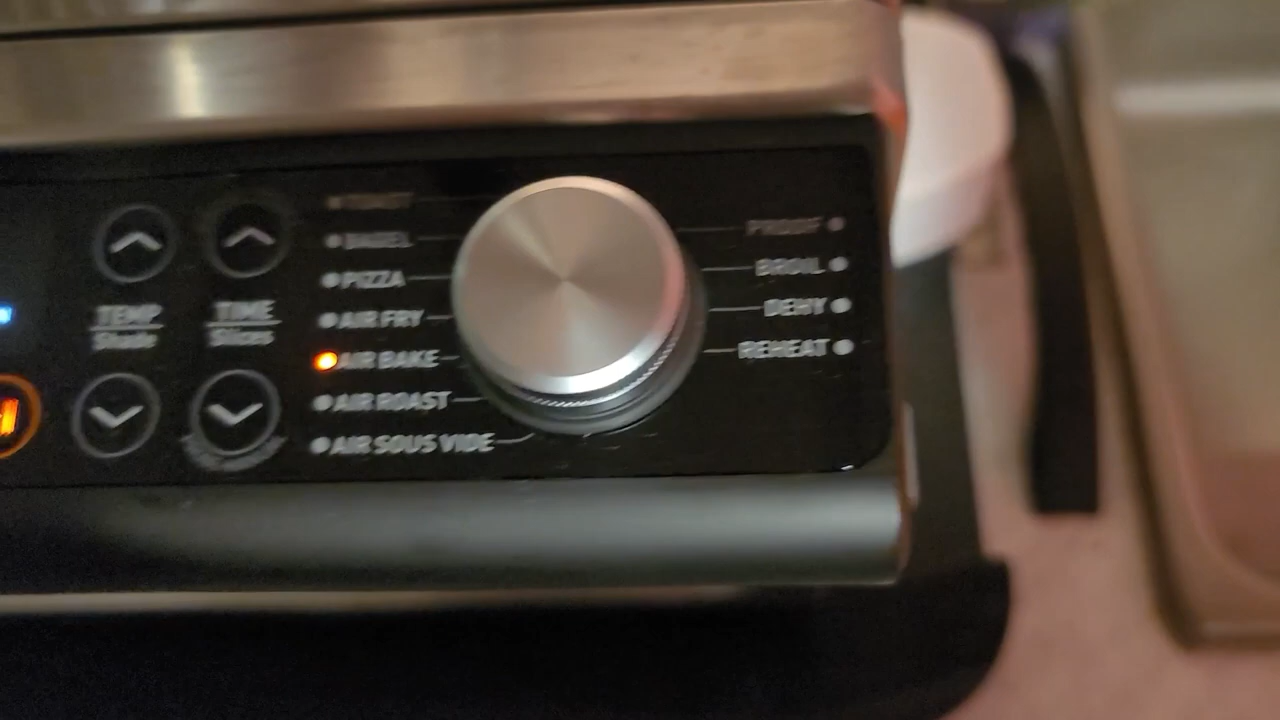 TEMP
Shade
TIME
Slices
BAGEL
PIZZA
AIR FRY
AIR BAKE
AIR ROAST
AIR SOUS VIDE
PROOF
BROIL
DEHY
REHEAT